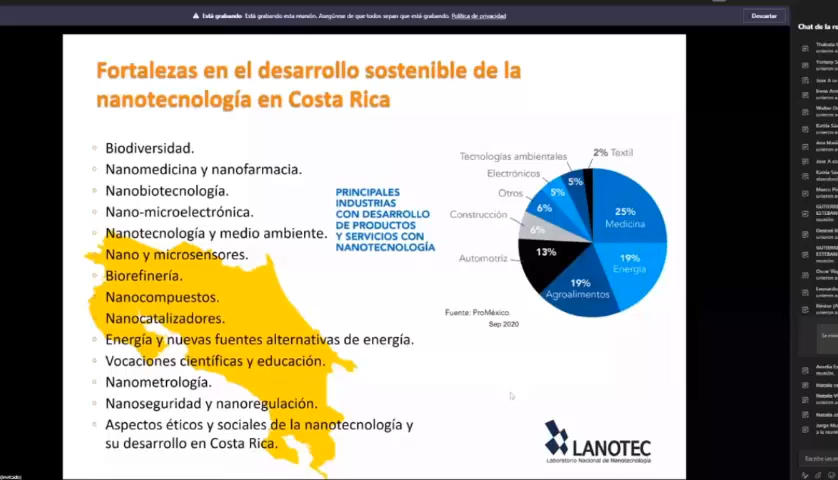 Está grabando Está grabando esta reunión. Asegúrese de que todos sepan que está grabando. Política de privacidad
Descartar
Chat de la re
Fortalezas en el desarrollo sostenible de la
nanotecnología en Costa Rica
Biodiversidad.
Nanomedicina y nanofarmacia.
Nanobiotecnología.
Nano-microelectrónica.
Nanotecnología y medio ambiente.
Nano y microsensores.
Biorefinería.
Nanocompuestos.
Nanocatalizadores.
Energía y nuevas fuentes alternativas de energía.
Vocaciones científicas y educación.
Nanometrología.
Nanoseguridad y nanoregulación.
Aspectos éticos y sociales de la nanotecnología y
su desarrollo en Costa Rica.
PRINCIPALES
INDUSTRIAS
CON DESARROLLO
DE PRODUCTOS
Y SERVICIOS CON
NANOTECNOLOGÍA
2% Textil
Tecnologías ambientales
5%
Electrónicos
5%
Otros
6%
Construcción
6%
Automotriz
13%
25%
Medicina
19%
Energía
19%
Agroalimentos
Fuente: ProMéxico.
Sep 2020
LANOTEC
Laboratorio Nacional de Nanotecnología